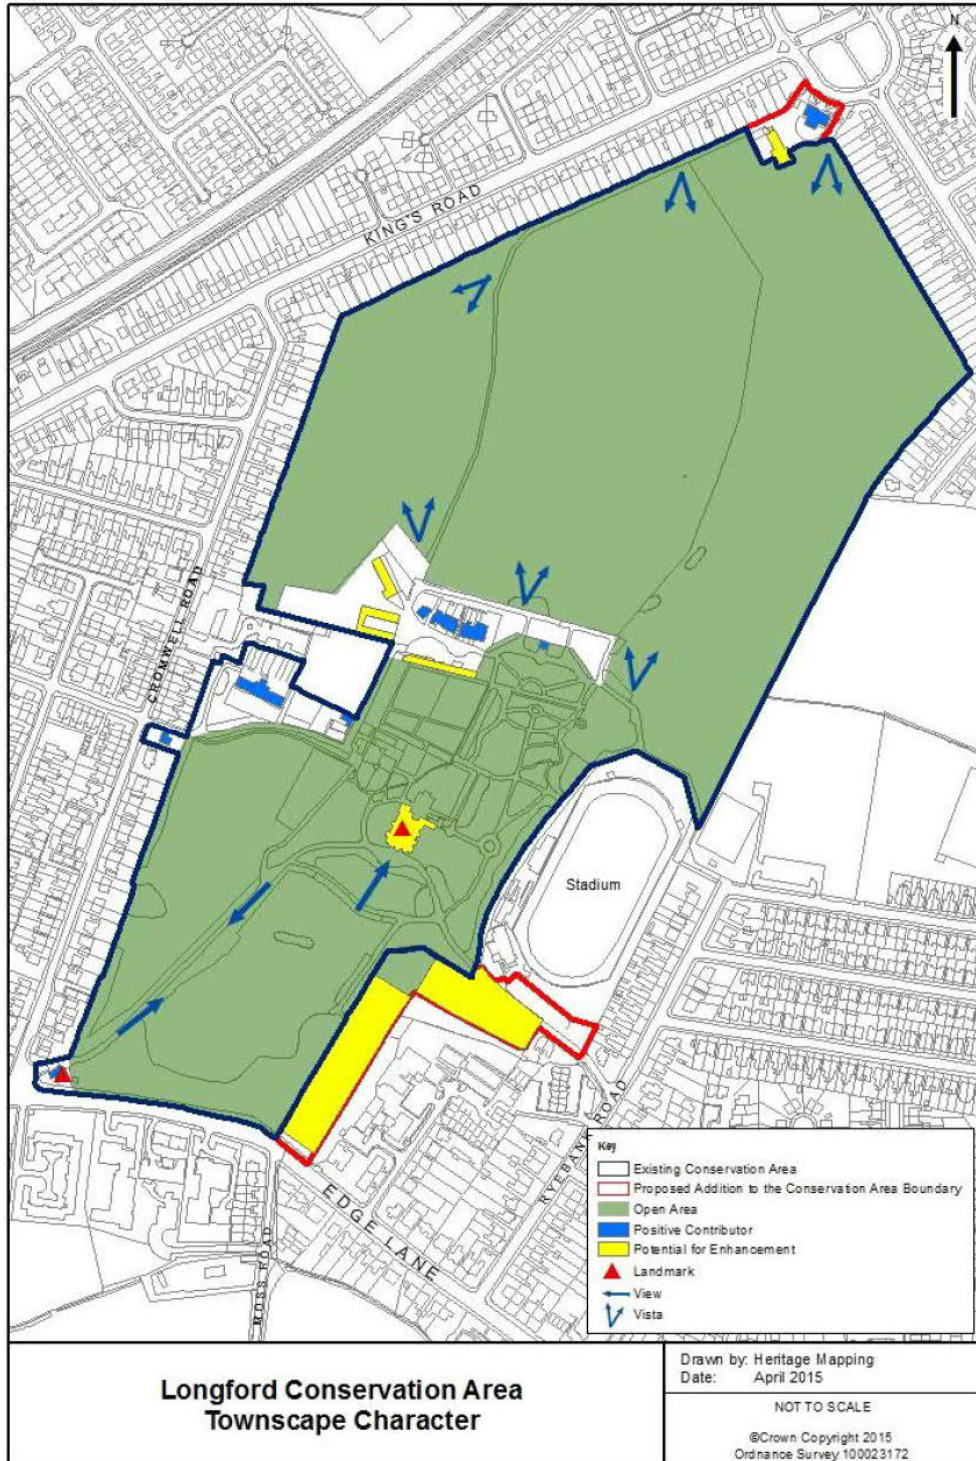 N
KING'S ROAD
CROMWELL ROAD
Stadium
RYEBANK ROAD
EDGE LANE
MOSS ROAD
Key
Existing Conservation Area
Proposed Addition to the Conservation Area Boundary
Open Area
Positive Contributor
Potential for Enhancement
Landmark
View
Vista
Longford Conservation Area
Townscape Character
Drawn by: Heritage Mapping
Date: April 2015
NOT TO SCALE
©Crown Copyright 2015
Ordnance Survey 100023172